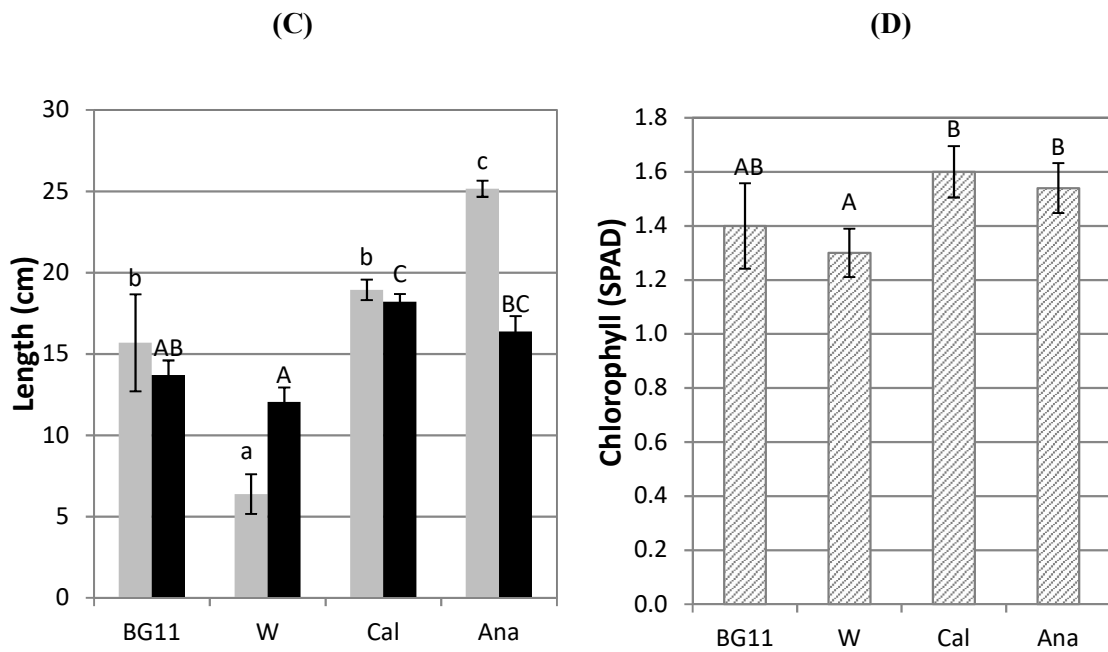 (C)
(D)
Length (cm)
30
25
20
15
10
5
0
b
AB
a
A
b
C
c
BC
BG11 W Cal Ana
Chlorophyll (SPAD)
1.8
1.6
1.4
1.2
1.0
0.8
0.6
0.4
0.2
0.0
AB
A
B
B
BG11 W Cal Ana